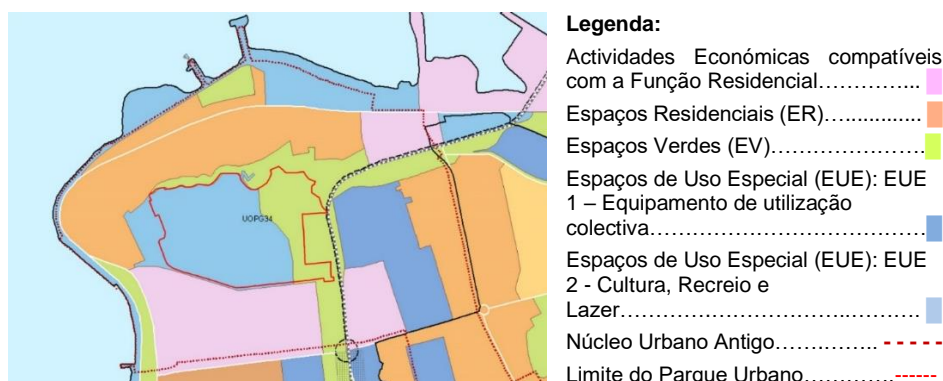 Legenda:
Actividades Económicas compatíveis
com a Função Residencial…………...
Espaços Residenciais (ER)…..............
Espaços Verdes (EV)…………………….
Espaços de Uso Especial (EUE): EUE
1 – Equipamento de utilização
colectiva……………………………………
Espaços de Uso Especial (EUE): EUE
2 - Cultura, Recreio e
Lazer………….…………………..………
Núcleo Urbano Antigo…….…….. - - - - -
Limite do Parque Urbano…………..------
UOPG34